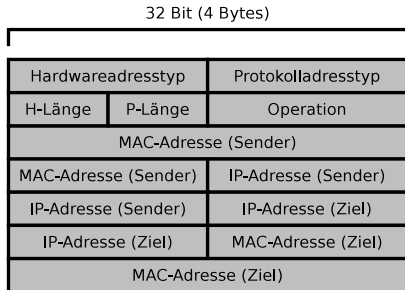 32 Bit (4 Bytes)
Hardwareadresstyp Protokolladresstyp
H-Länge P-Länge Operation
MAC-Adresse (Sender)
MAC-Adresse (Sender) IP-Adresse (Sender)
IP-Adresse (Sender) IP-Adresse (Ziel)
IP-Adresse (Ziel) MAC-Adresse (Ziel)
MAC-Adresse (Ziel)